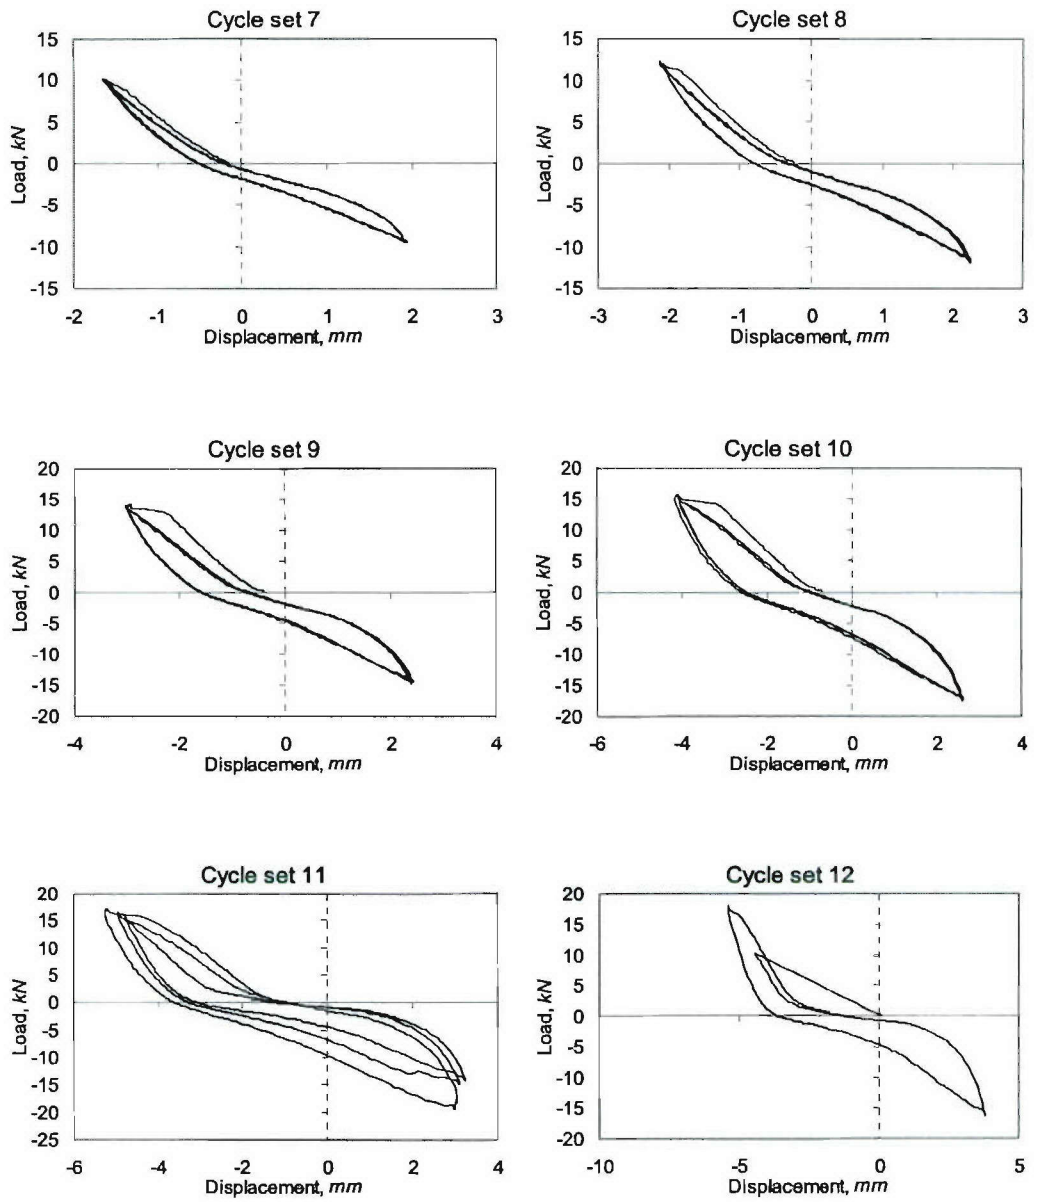 Cycle set 7
15
10
5
0
-5
-10
-15
Load, kN
-2 -1 0 1 2 3
Displacement, mm
Cycle set 8
15
10
5
0
-5
-10
-15
Load, kN
-3 -2 -1 0 1 2 3
Displacement, mm
Cycle set 9
20
15
10
5
0
-5
-10
-15
-20
Load, kN
-4 -2 0 2 4
Displacement, mm
Cycle set 10
20
15
10
5
0
-5
-10
-15
-20
Load, kN
-6 -4 -2 0 2 4
Displacement, mm
Cycle set 11
20
15
10
5
0
-5
-10
-15
-20
-25
Load, kN
-6 -4 -2 0 2 4
Displacement, mm
Cycle set 12
20
15
10
5
0
-5
-10
-15
-20
Load, kN
-10 -5 0 5
Displacement, mm